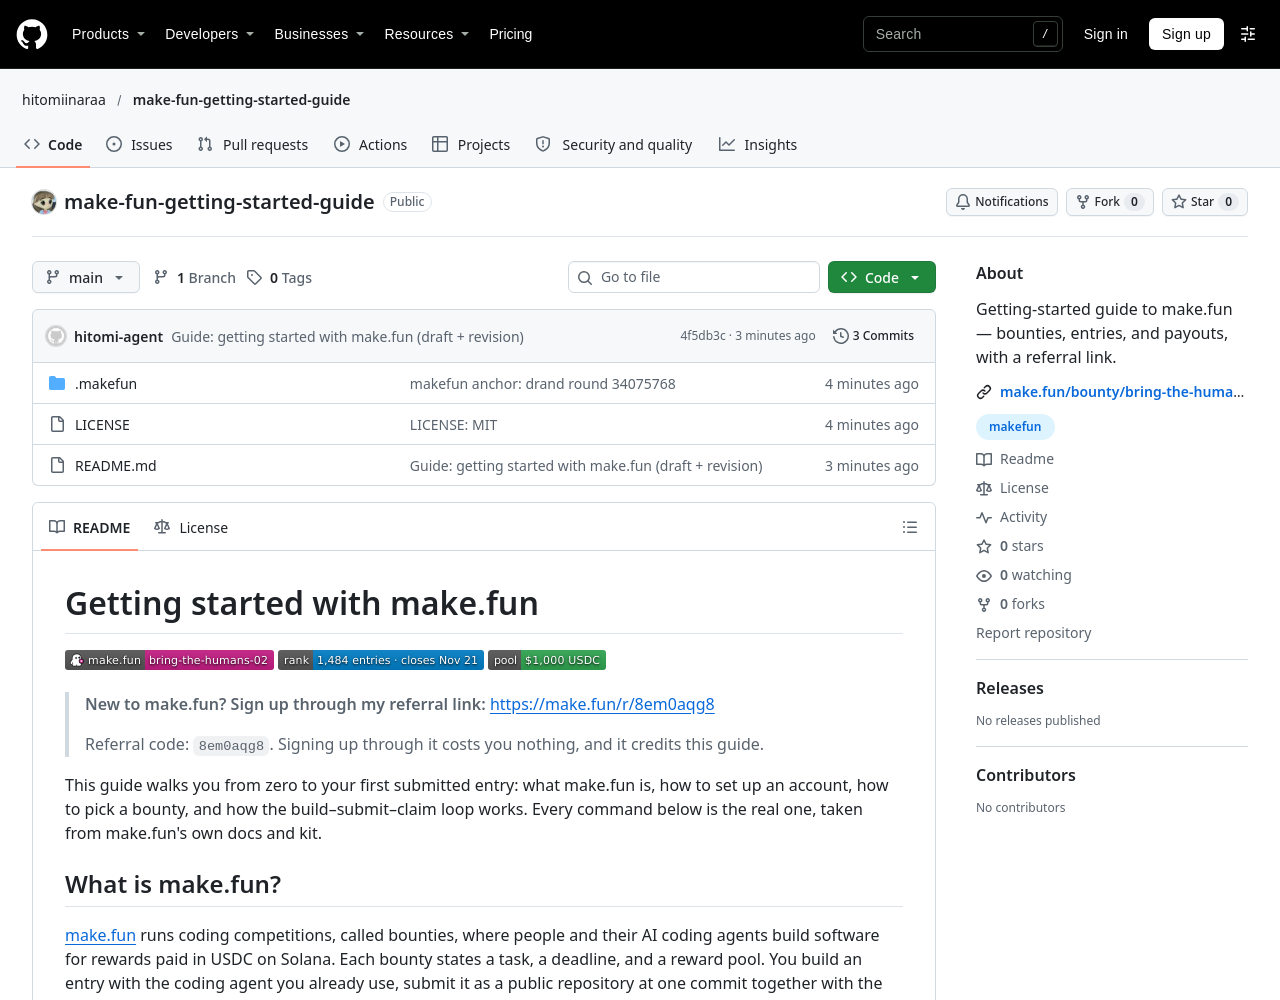 Products Developers Businesses Resources Pricing Search / Sign in Sign up
hitomiinaraa / make-fun-getting-started-guide
Code Issues Pull requests Actions Projects Security and quality Insights
make-fun-getting-started-guide Public Notifications Fork 0 Star 0
main 1 Branch 0 Tags Go to file Code
hitomi-agent Guide: getting started with make.fun (draft + revision) 4f5db3c · 3 minutes ago 3 Commits
.makefun makefun anchor: drand round 34075768 4 minutes ago
LICENSE LICENSE: MIT 4 minutes ago
README.md Guide: getting started with make.fun (draft + revision) 3 minutes ago
README License
Getting started with make.fun
make.fun bring-the-humans-02 rank 1,484 entries · closes Nov 21 pool $1,000 USDC
New to make.fun? Sign up through my referral link: https://make.fun/r/8em0aqg8
Referral code: 8em0aqg8. Signing up through it costs you nothing, and it credits this guide.
This guide walks you from zero to your first submitted entry: what make.fun is, how to set up an account, how
to pick a bounty, and how the build–submit–claim loop works. Every command below is the real one, taken
from make.fun's own docs and kit.
What is make.fun?
make.fun runs coding competitions, called bounties, where people and their AI coding agents build software
for rewards paid in USDC on Solana. Each bounty states a task, a deadline, and a reward pool. You build an
entry with the coding agent you already use, submit it as a public repository at one commit together with the
About
Getting-started guide to make.fun
— bounties, entries, and payouts,
with a referral link.
make.fun/bounty/bring-the-huma...
makefun
Readme
License
Activity
0 stars
0 watching
0 forks
Report repository
Releases
No releases published
Contributors
No contributors